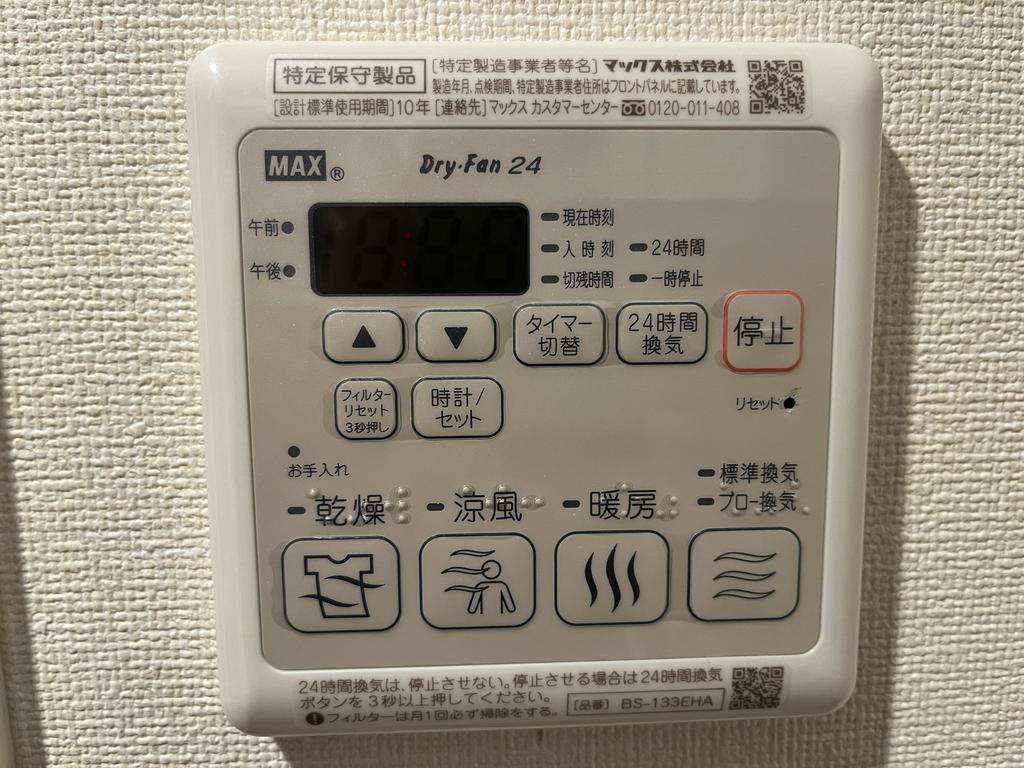 特定保守製品 [特定製造事業者等名] マックス株式会社
製造年月、点検期間、特定製造事業者住所はフロントパネルに記載しています。
[設計標準使用期間]10年 [連絡先]マックス カスタマーセンター 0120-011-408
MAX® Dry・Fan 24
午前
午後
現在時刻
入時刻 24時間
切残時間 一時停止
▲ ▼
タイマー
切替
24時間
換気
停止
フィルター
リセット
3秒押し
時計/
セット
リセット
お手入れ
乾燥 涼風 暖房
標準換気
ブロー換気
24時間換気は、停止させない。停止させる場合は24時間換気
ボタンを3秒以上押してください。
フィルターは月1回必ず掃除をする。
[品番] BS-133EHA